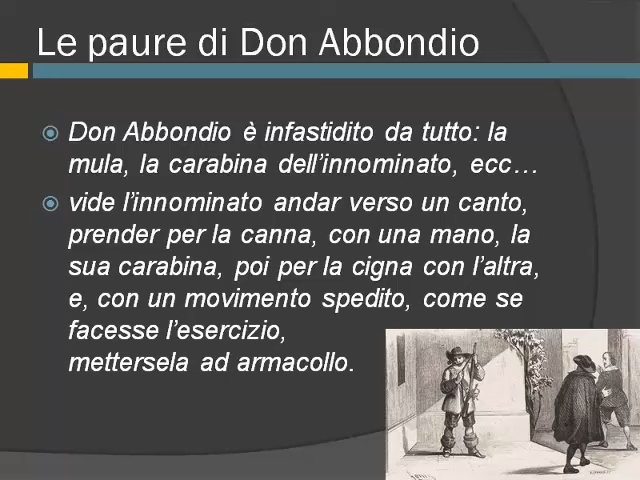 Le paure di Don Abbondio
Don Abbondio è infastidito da tutto: la
mula, la carabina dell’innominato, ecc…
vide l’innominato andar verso un canto,
prender per la canna, con una mano, la
sua carabina, poi per la cigna con l’altra,
e, con un movimento spedito, come se
facesse l’esercizio,
mettersela ad armacollo.